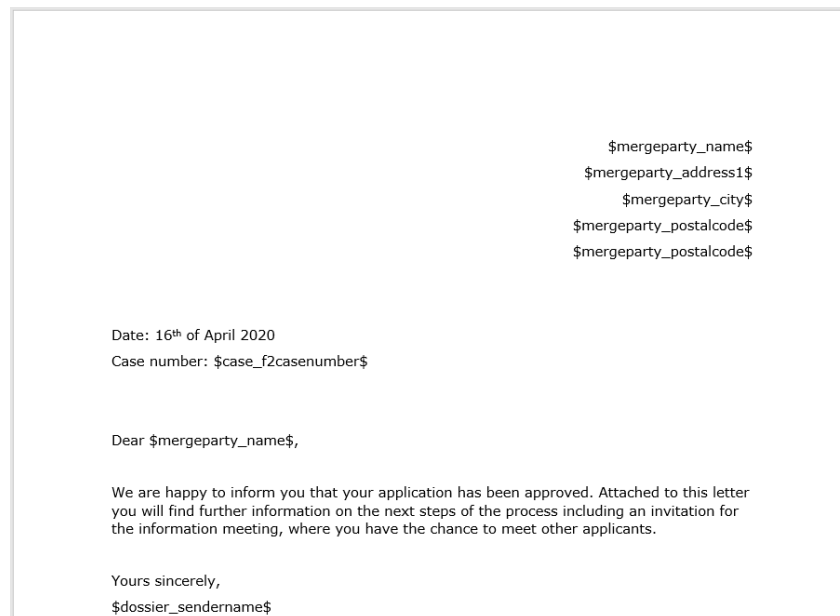 $mergeparty_name$
$mergeparty_address1$
$mergeparty_city$
$mergeparty_postalcode$
$mergeparty_postalcode$
Date: 16th of April 2020
Case number: $case_f2casenumber$
Dear $mergeparty_name$,
We are happy to inform you that your application has been approved. Attached to this letter
you will find further information on the next steps of the process including an invitation for
the information meeting, where you have the chance to meet other applicants.
Yours sincerely,
$dossier_sendername$